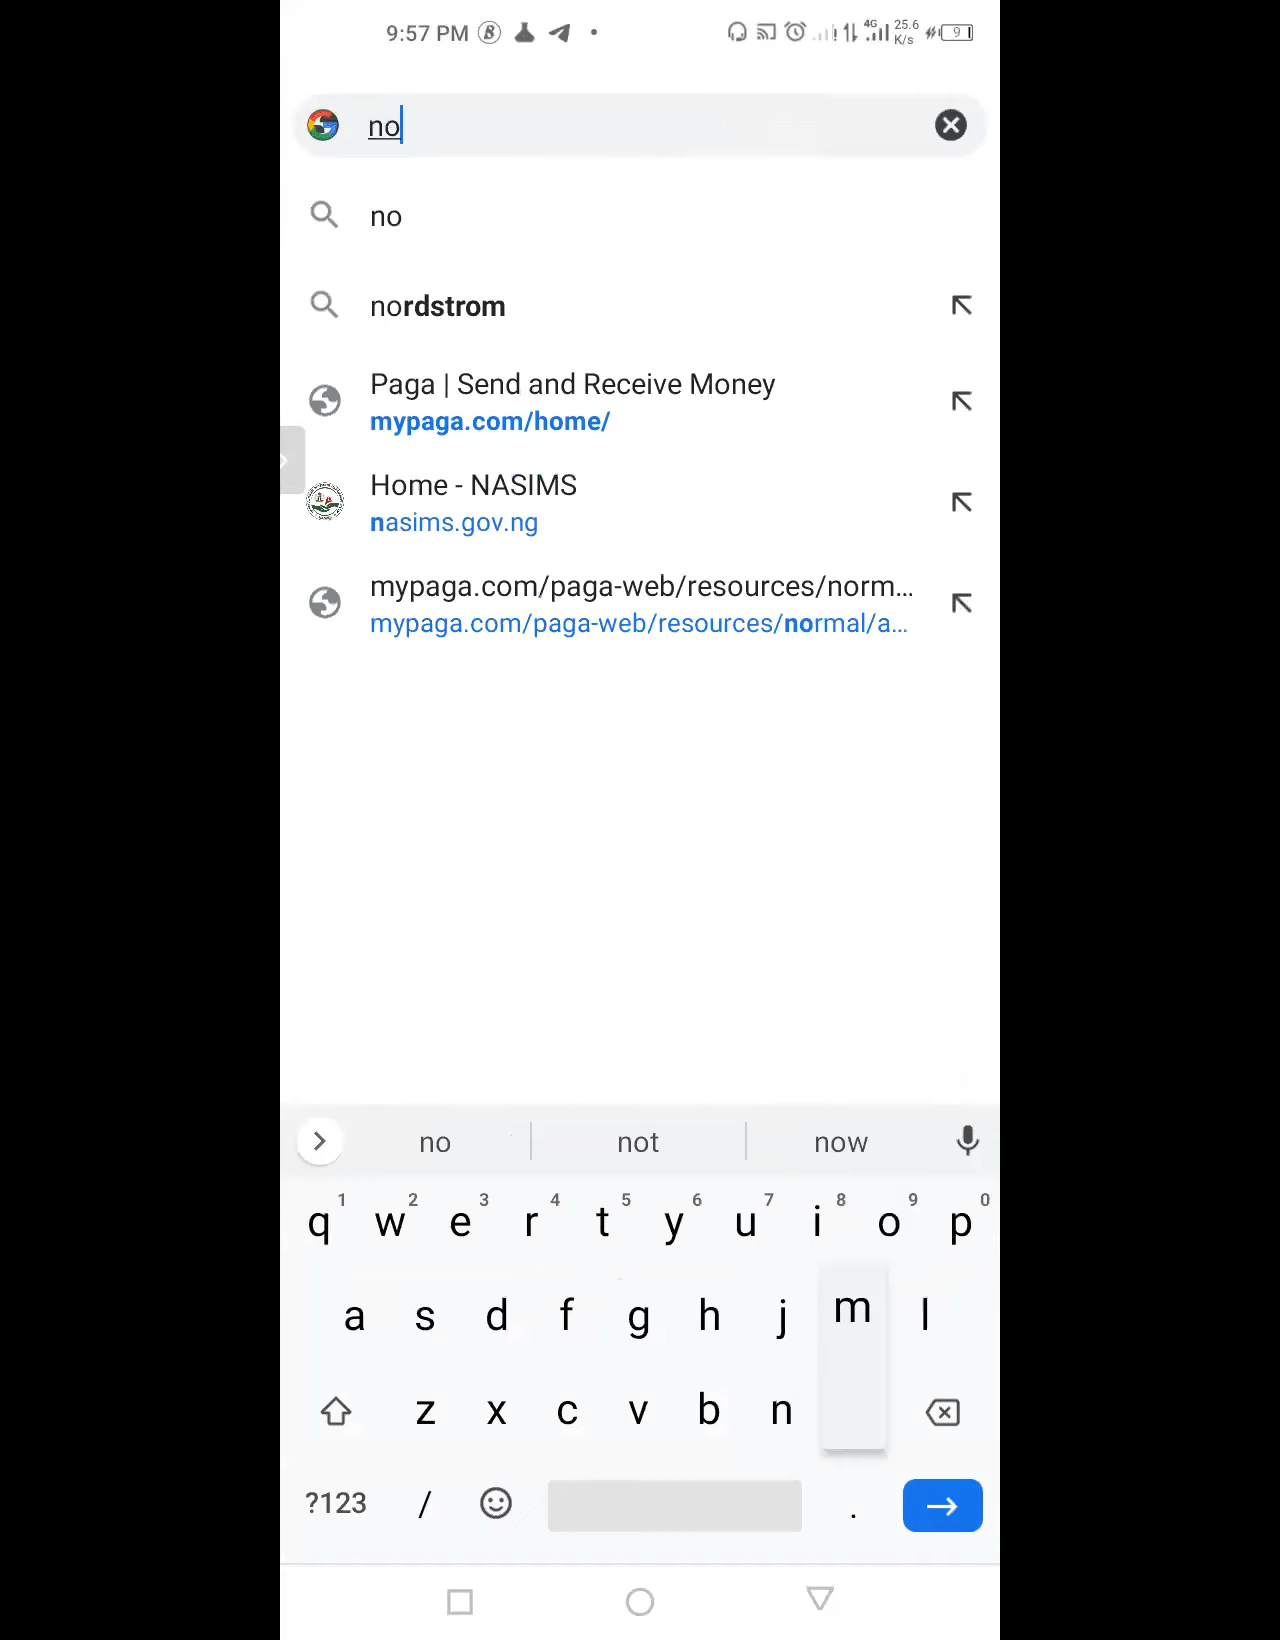 9:57 PM
4G 25.6 K/s 9
no
no
nordstrom
Paga | Send and Receive Money
mypaga.com/home/
Home - NASIMS
nasims.gov.ng
mypaga.com/paga-web/resources/norm...
mypaga.com/paga-web/resources/normal/a...
no not now
1 2 3 4 5 6 7 8 9 0
q w e r t y u i o p
a s d f g h j m l
z x c v b n
?123 / .